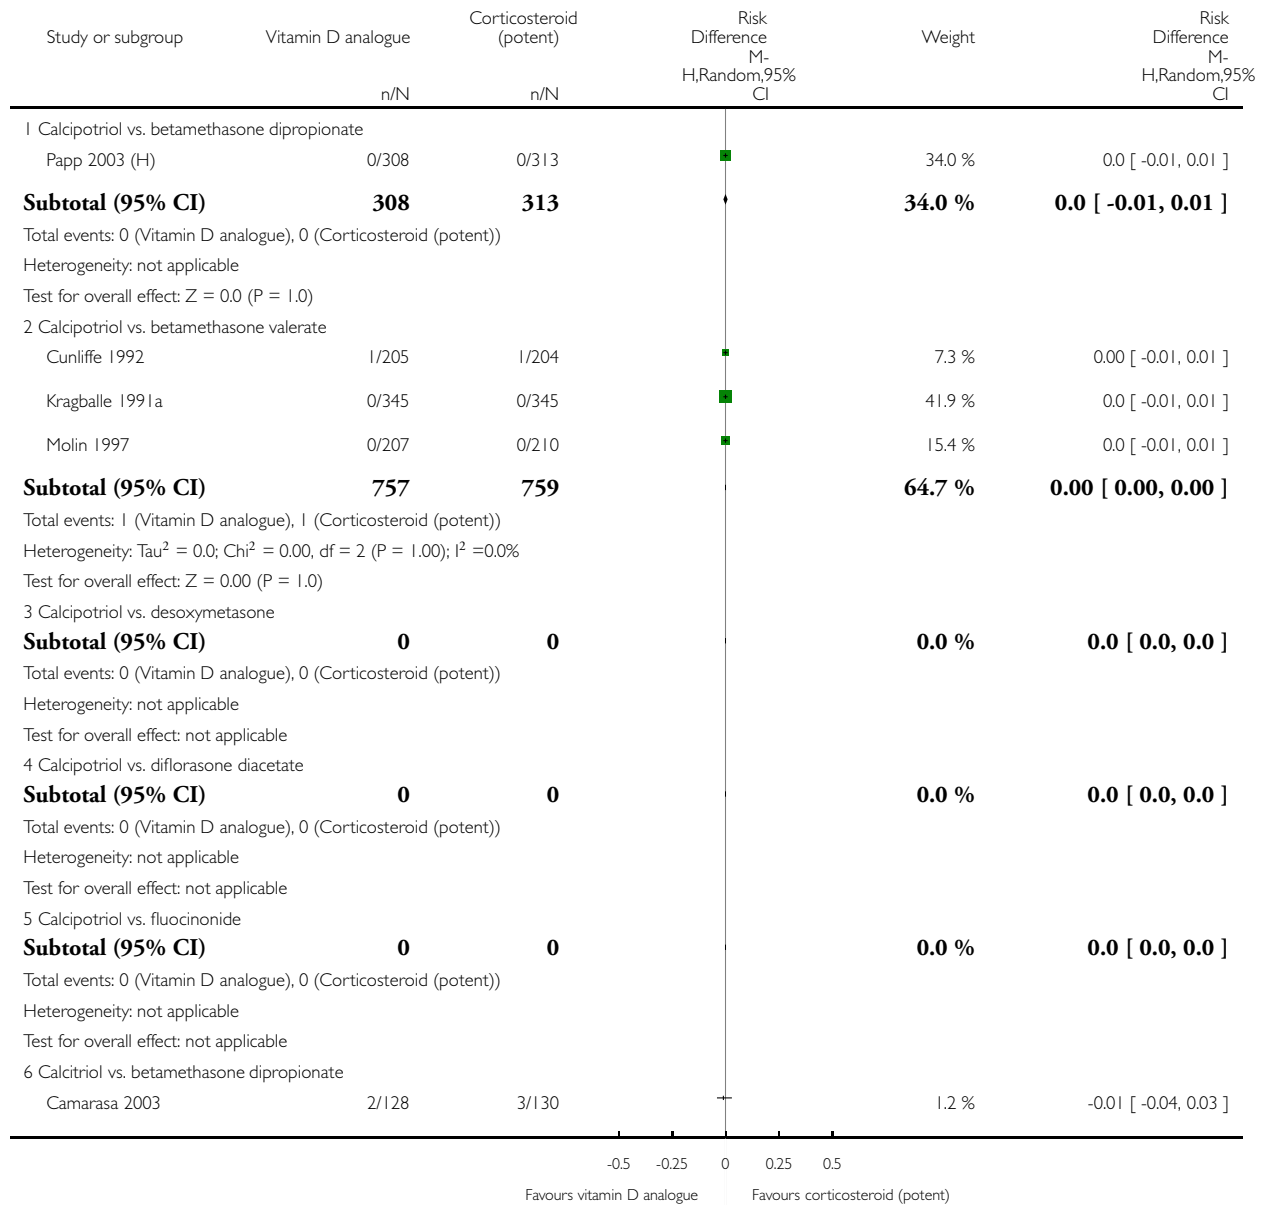 Study or subgroup Vitamin D analogue Corticosteroid (potent) Risk Difference Weight Risk Difference
n/N n/N M-H,Random,95% CI M-H,Random,95% CI
1 Calcipotriol vs. betamethasone dipropionate
Papp 2003 (H) 0/308 0/313 34.0 % 0.0 [ -0.01, 0.01 ]
Subtotal (95% CI) 308 313 34.0 % 0.0 [ -0.01, 0.01 ]
Total events: 0 (Vitamin D analogue), 0 (Corticosteroid (potent))
Heterogeneity: not applicable
Test for overall effect: Z = 0.0 (P = 1.0)
2 Calcipotriol vs. betamethasone valerate
Cunliffe 1992 1/205 1/204 7.3 % 0.00 [ -0.01, 0.01 ]
Kragballe 1991a 0/345 0/345 41.9 % 0.0 [ -0.01, 0.01 ]
Molin 1997 0/207 0/210 15.4 % 0.0 [ -0.01, 0.01 ]
Subtotal (95% CI) 757 759 64.7 % 0.00 [ 0.00, 0.00 ]
Total events: 1 (Vitamin D analogue), 1 (Corticosteroid (potent))
Heterogeneity: Tau² = 0.0; Chi² = 0.00, df = 2 (P = 1.00); I² =0.0%
Test for overall effect: Z = 0.00 (P = 1.0)
3 Calcipotriol vs. desoxymetasone
Subtotal (95% CI) 0 0 0.0 % 0.0 [ 0.0, 0.0 ]
Total events: 0 (Vitamin D analogue), 0 (Corticosteroid (potent))
Heterogeneity: not applicable
Test for overall effect: not applicable
4 Calcipotriol vs. diflorasone diacetate
Subtotal (95% CI) 0 0 0.0 % 0.0 [ 0.0, 0.0 ]
Total events: 0 (Vitamin D analogue), 0 (Corticosteroid (potent))
Heterogeneity: not applicable
Test for overall effect: not applicable
5 Calcipotriol vs. fluocinonide
Subtotal (95% CI) 0 0 0.0 % 0.0 [ 0.0, 0.0 ]
Total events: 0 (Vitamin D analogue), 0 (Corticosteroid (potent))
Heterogeneity: not applicable
Test for overall effect: not applicable
6 Calcitriol vs. betamethasone dipropionate
Camarasa 2003 2/128 3/130 1.2 % -0.01 [ -0.04, 0.03 ]
-0.5 -0.25 0 0.25 0.5
Favours vitamin D analogue Favours corticosteroid (potent)